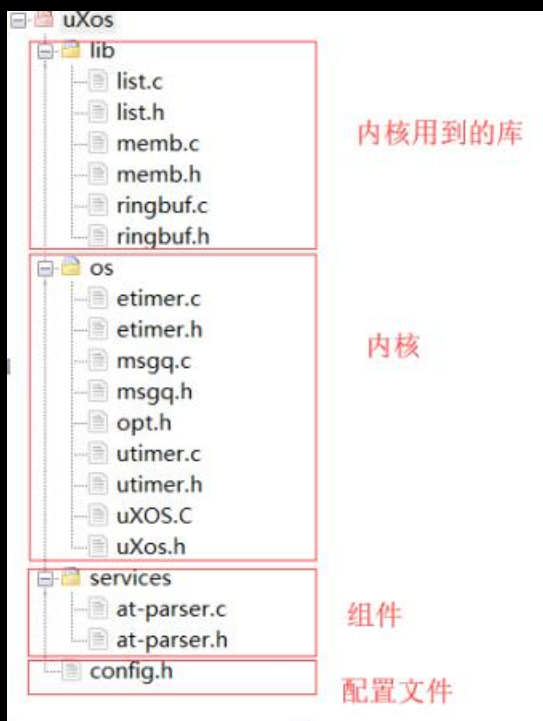 uXos
lib
list.c
list.h
memb.c
memb.h
ringbuf.c
ringbuf.h
内核用到的库
os
etimer.c
etimer.h
msgq.c
msgq.h
opt.h
utimer.c
utimer.h
uXOS.C
uXos.h
内核
services
at-parser.c
at-parser.h
组件
config.h
配置文件